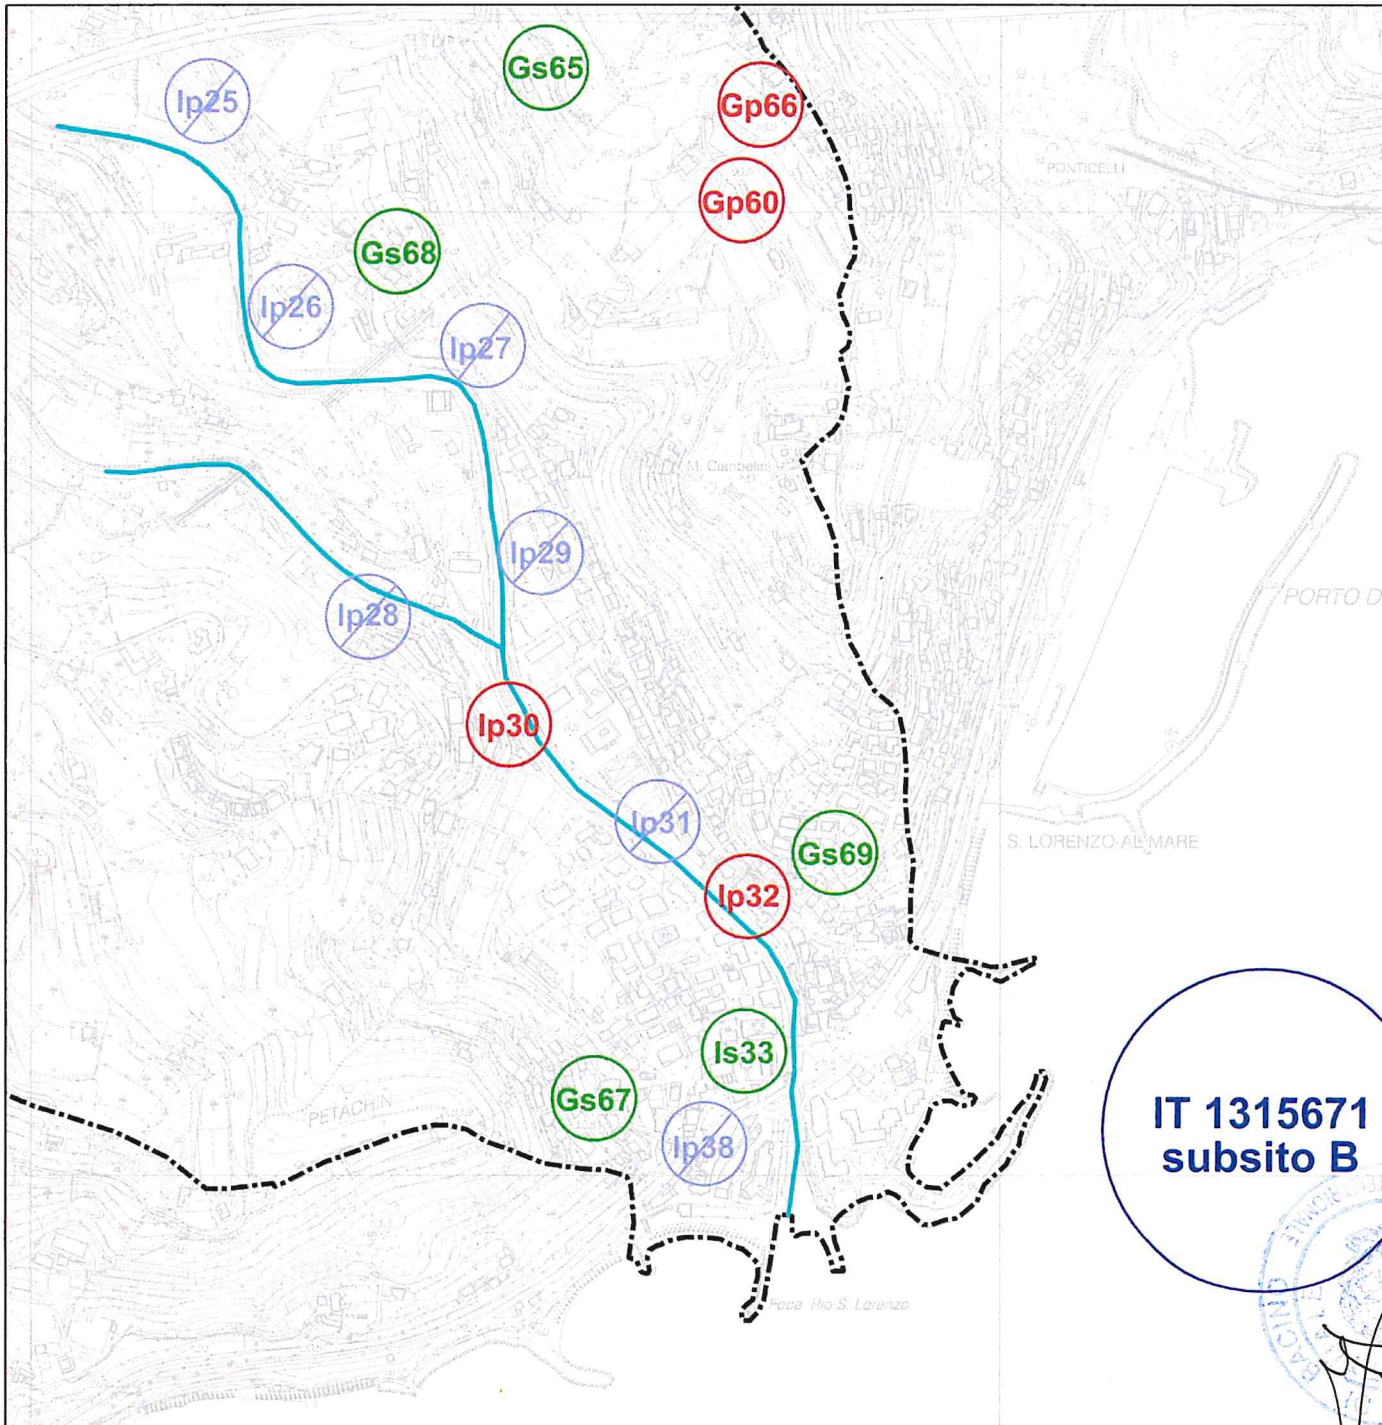 Gs65
Ip25
Gp66
PONTICELLI
Gp60
Gs68
Ip26
Ip27
M. Cianbelin
Ip29
PORTO D
Ip28
Ip30
Ip31
S. LORENZO AL MARE
Gs69
Ip32
Is33
Gs67
PETACHIN
IT 1315671
subsito B
Ip38
Foce Rio S. Lorenzo
BACINO